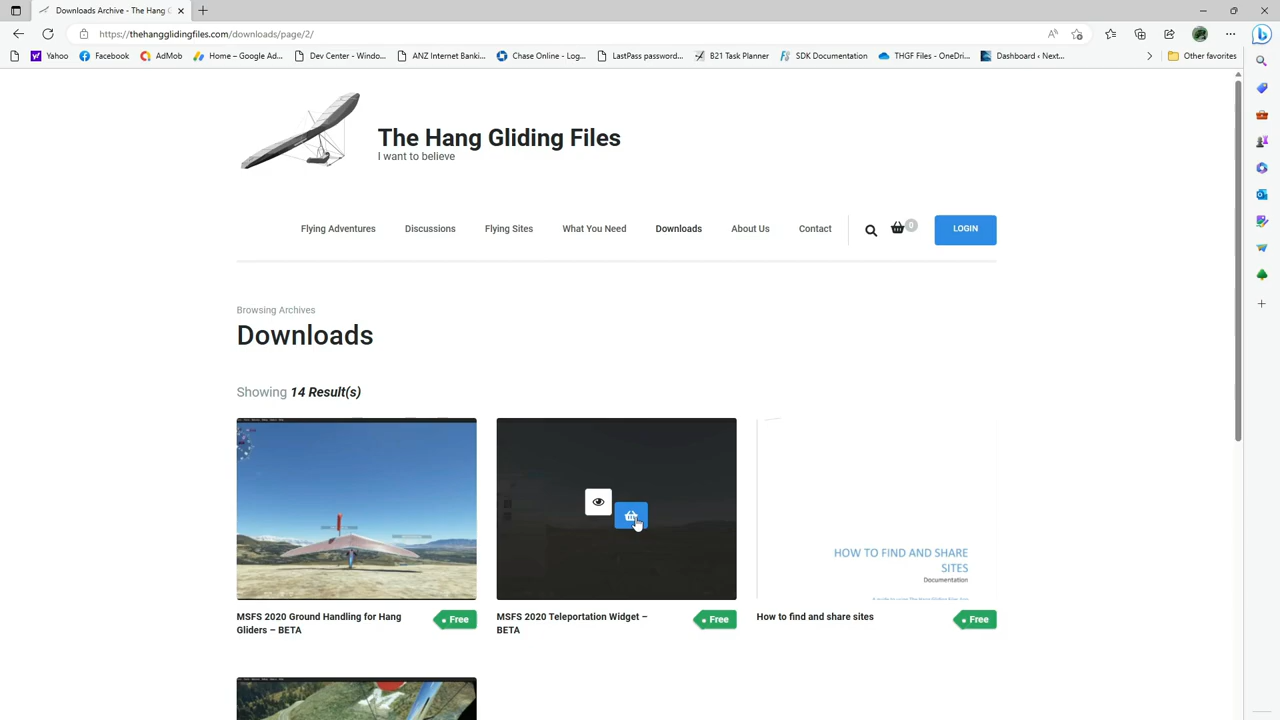 Downloads Archive - The Hang G
https://thehangglidingfiles.com/downloads/page/2/
Yahoo
Facebook
AdMob
Home – Google Ad...
Dev Center - Windo...
ANZ Internet Banki...
Chase Online - Log...
LastPass password...
B21 Task Planner
SDK Documentation
THGF Files - OneDri...
Dashboard ‹ Next...
Other favorites
The Hang Gliding Files
I want to believe
Flying Adventures
Discussions
Flying Sites
What You Need
Downloads
About Us
Contact
0
LOGIN
Browsing Archives
Downloads
Showing 14 Result(s)
HOW TO FIND AND SHARE
SITES
Documentation
MSFS 2020 Ground Handling for Hang
Gliders – BETA
Free
MSFS 2020 Teleportation Widget –
BETA
Free
How to find and share sites
Free